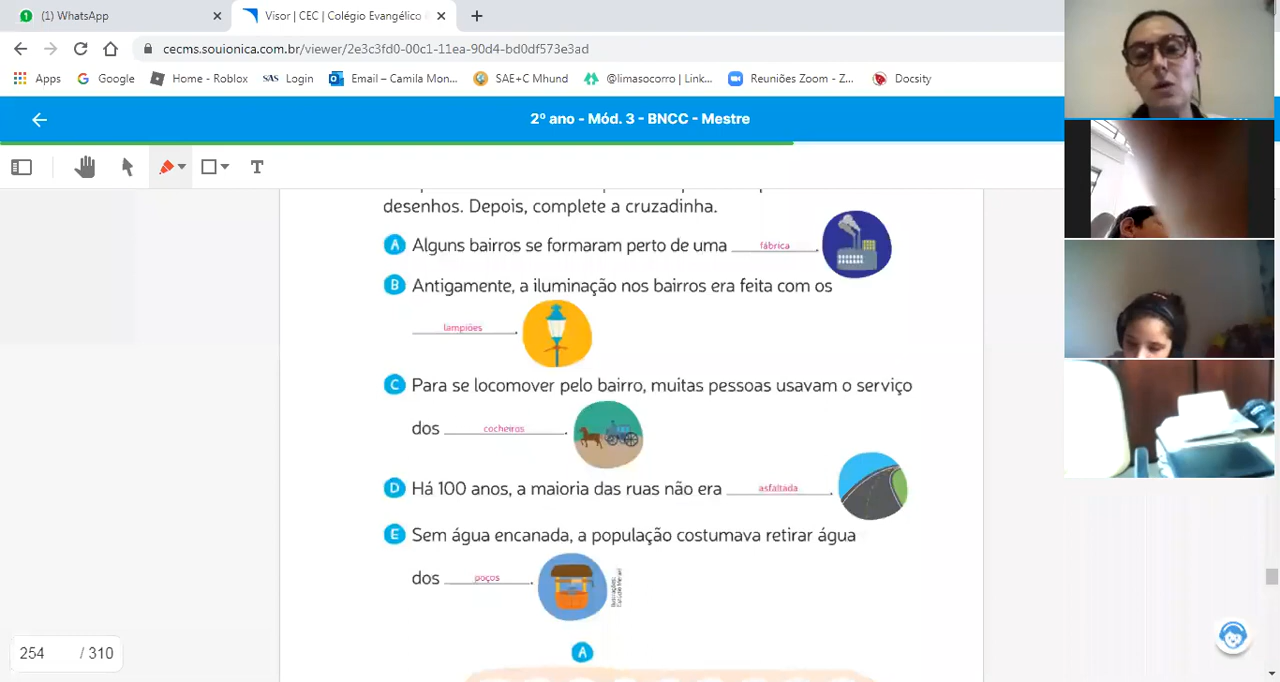 (1) WhatsApp
Visor | CEC | Colégio Evangélico
cecms.souionica.com.br/viewer/2e3c3fd0-00c1-11ea-90d4-bd0df573e3ad
Apps Google Home - Roblox SAS Login Email – Camila Mon... SAE+C Mhund @limasocorro | Link... Reuniões Zoom - Z... Docsity
2º ano - Mód. 3 - BNCC - Mestre
T
desenhos. Depois, complete a cruzadinha.
A Alguns bairros se formaram perto de uma fábrica.
B Antigamente, a iluminação nos bairros era feita com os
lampiões.
C Para se locomover pelo bairro, muitas pessoas usavam o serviço
dos cocheiros.
D Há 100 anos, a maioria das ruas não era asfaltada.
E Sem água encanada, a população costumava retirar água
dos poços.
Ilustrações:
A
254 / 310